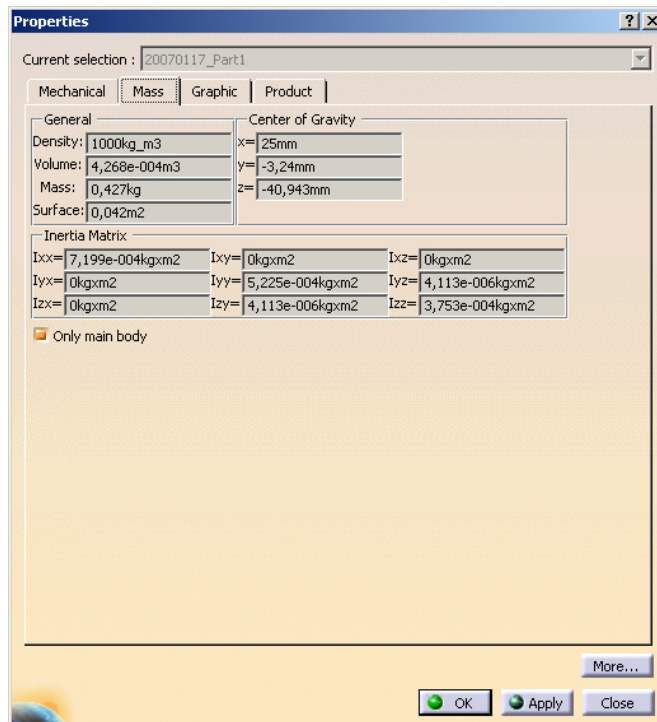 Properties
Current selection : 20070117_Part1
Mechanical Mass Graphic Product
General
Density: 1000kg_m3
Volume: 4,268e-004m3
Mass: 0,427kg
Surface: 0,042m2
Center of Gravity
x= 25mm
y= -3,24mm
z= -40,943mm
Inertia Matrix
Ixx= 7,199e-004kgxm2 Ixy= 0kgxm2 Ixz= 0kgxm2
Iyx= 0kgxm2 Iyy= 5,225e-004kgxm2 Iyz= 4,113e-006kgxm2
Izx= 0kgxm2 Izy= 4,113e-006kgxm2 Izz= 3,753e-004kgxm2
Only main body
More...
OK Apply Close